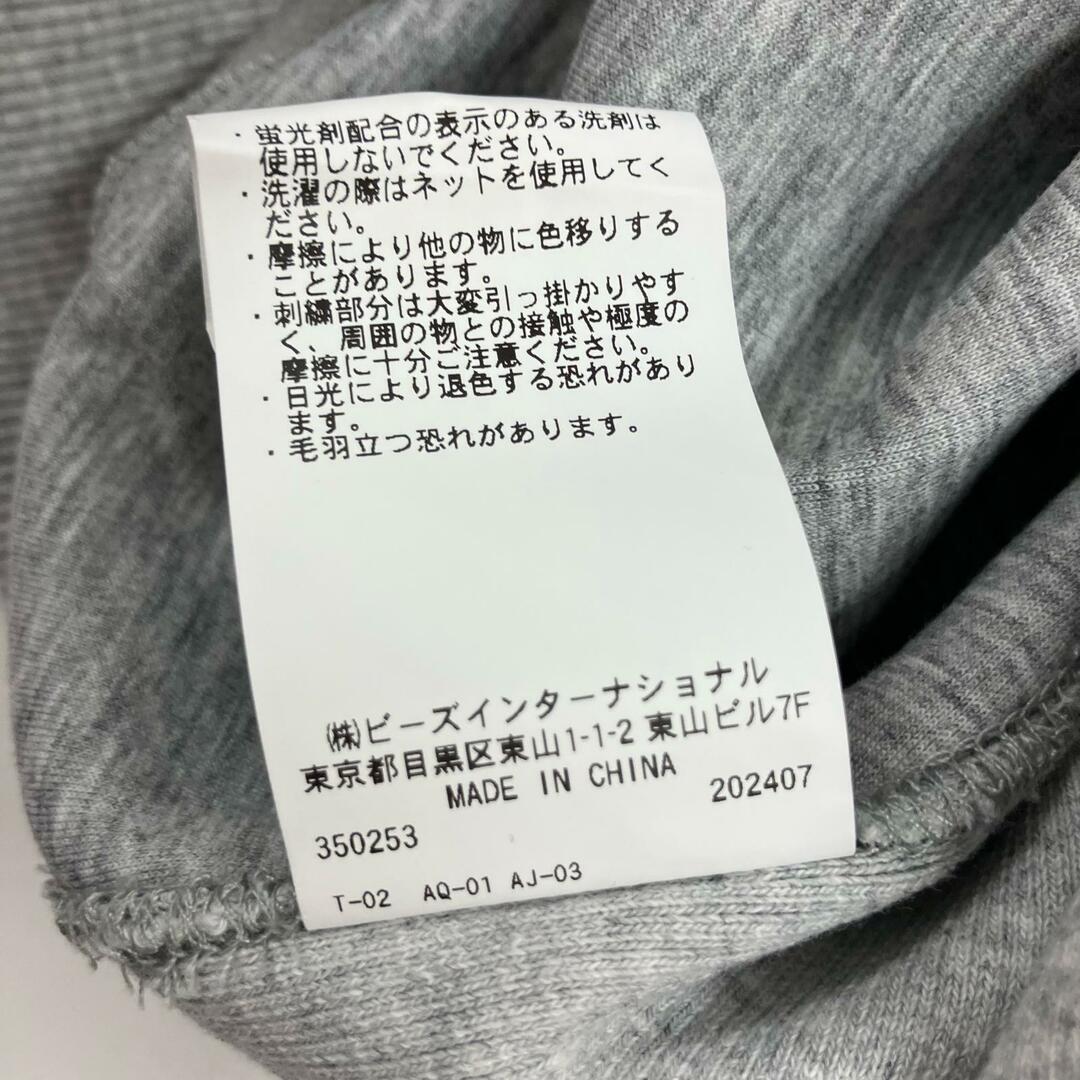 ・蛍光剤配合の表示のある洗剤は
使用しないでください。
・洗濯の際はネットを使用してく
ださい。
・摩擦により他の物に色移りする
ことがあります。
・刺繍部分は大変引っ掛かりやす
く、周囲の物との接触や極度の
摩擦に十分ご注意ください。
・日光により退色する恐れがあり
ます。
・毛羽立つ恐れがあります。
㈱ビーズインターナショナル
東京都目黒区東山1-1-2 東山ビル7F
MADE IN CHINA
350253 202407
T-02 AQ-01 AJ-03